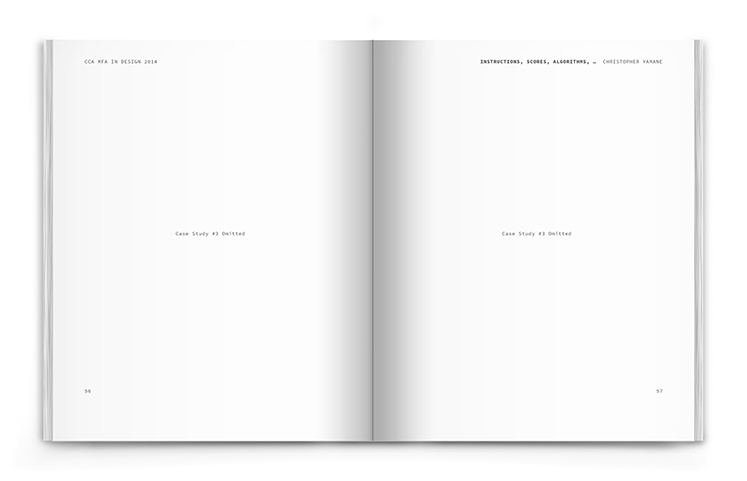 CCA MFA IN DESIGN 2014
Case Study #3 Omitted
56
INSTRUCTIONS, SCORES, ALGORITHMS, … CHRISTOPHER YAMANE
Case Study #3 Omitted
57